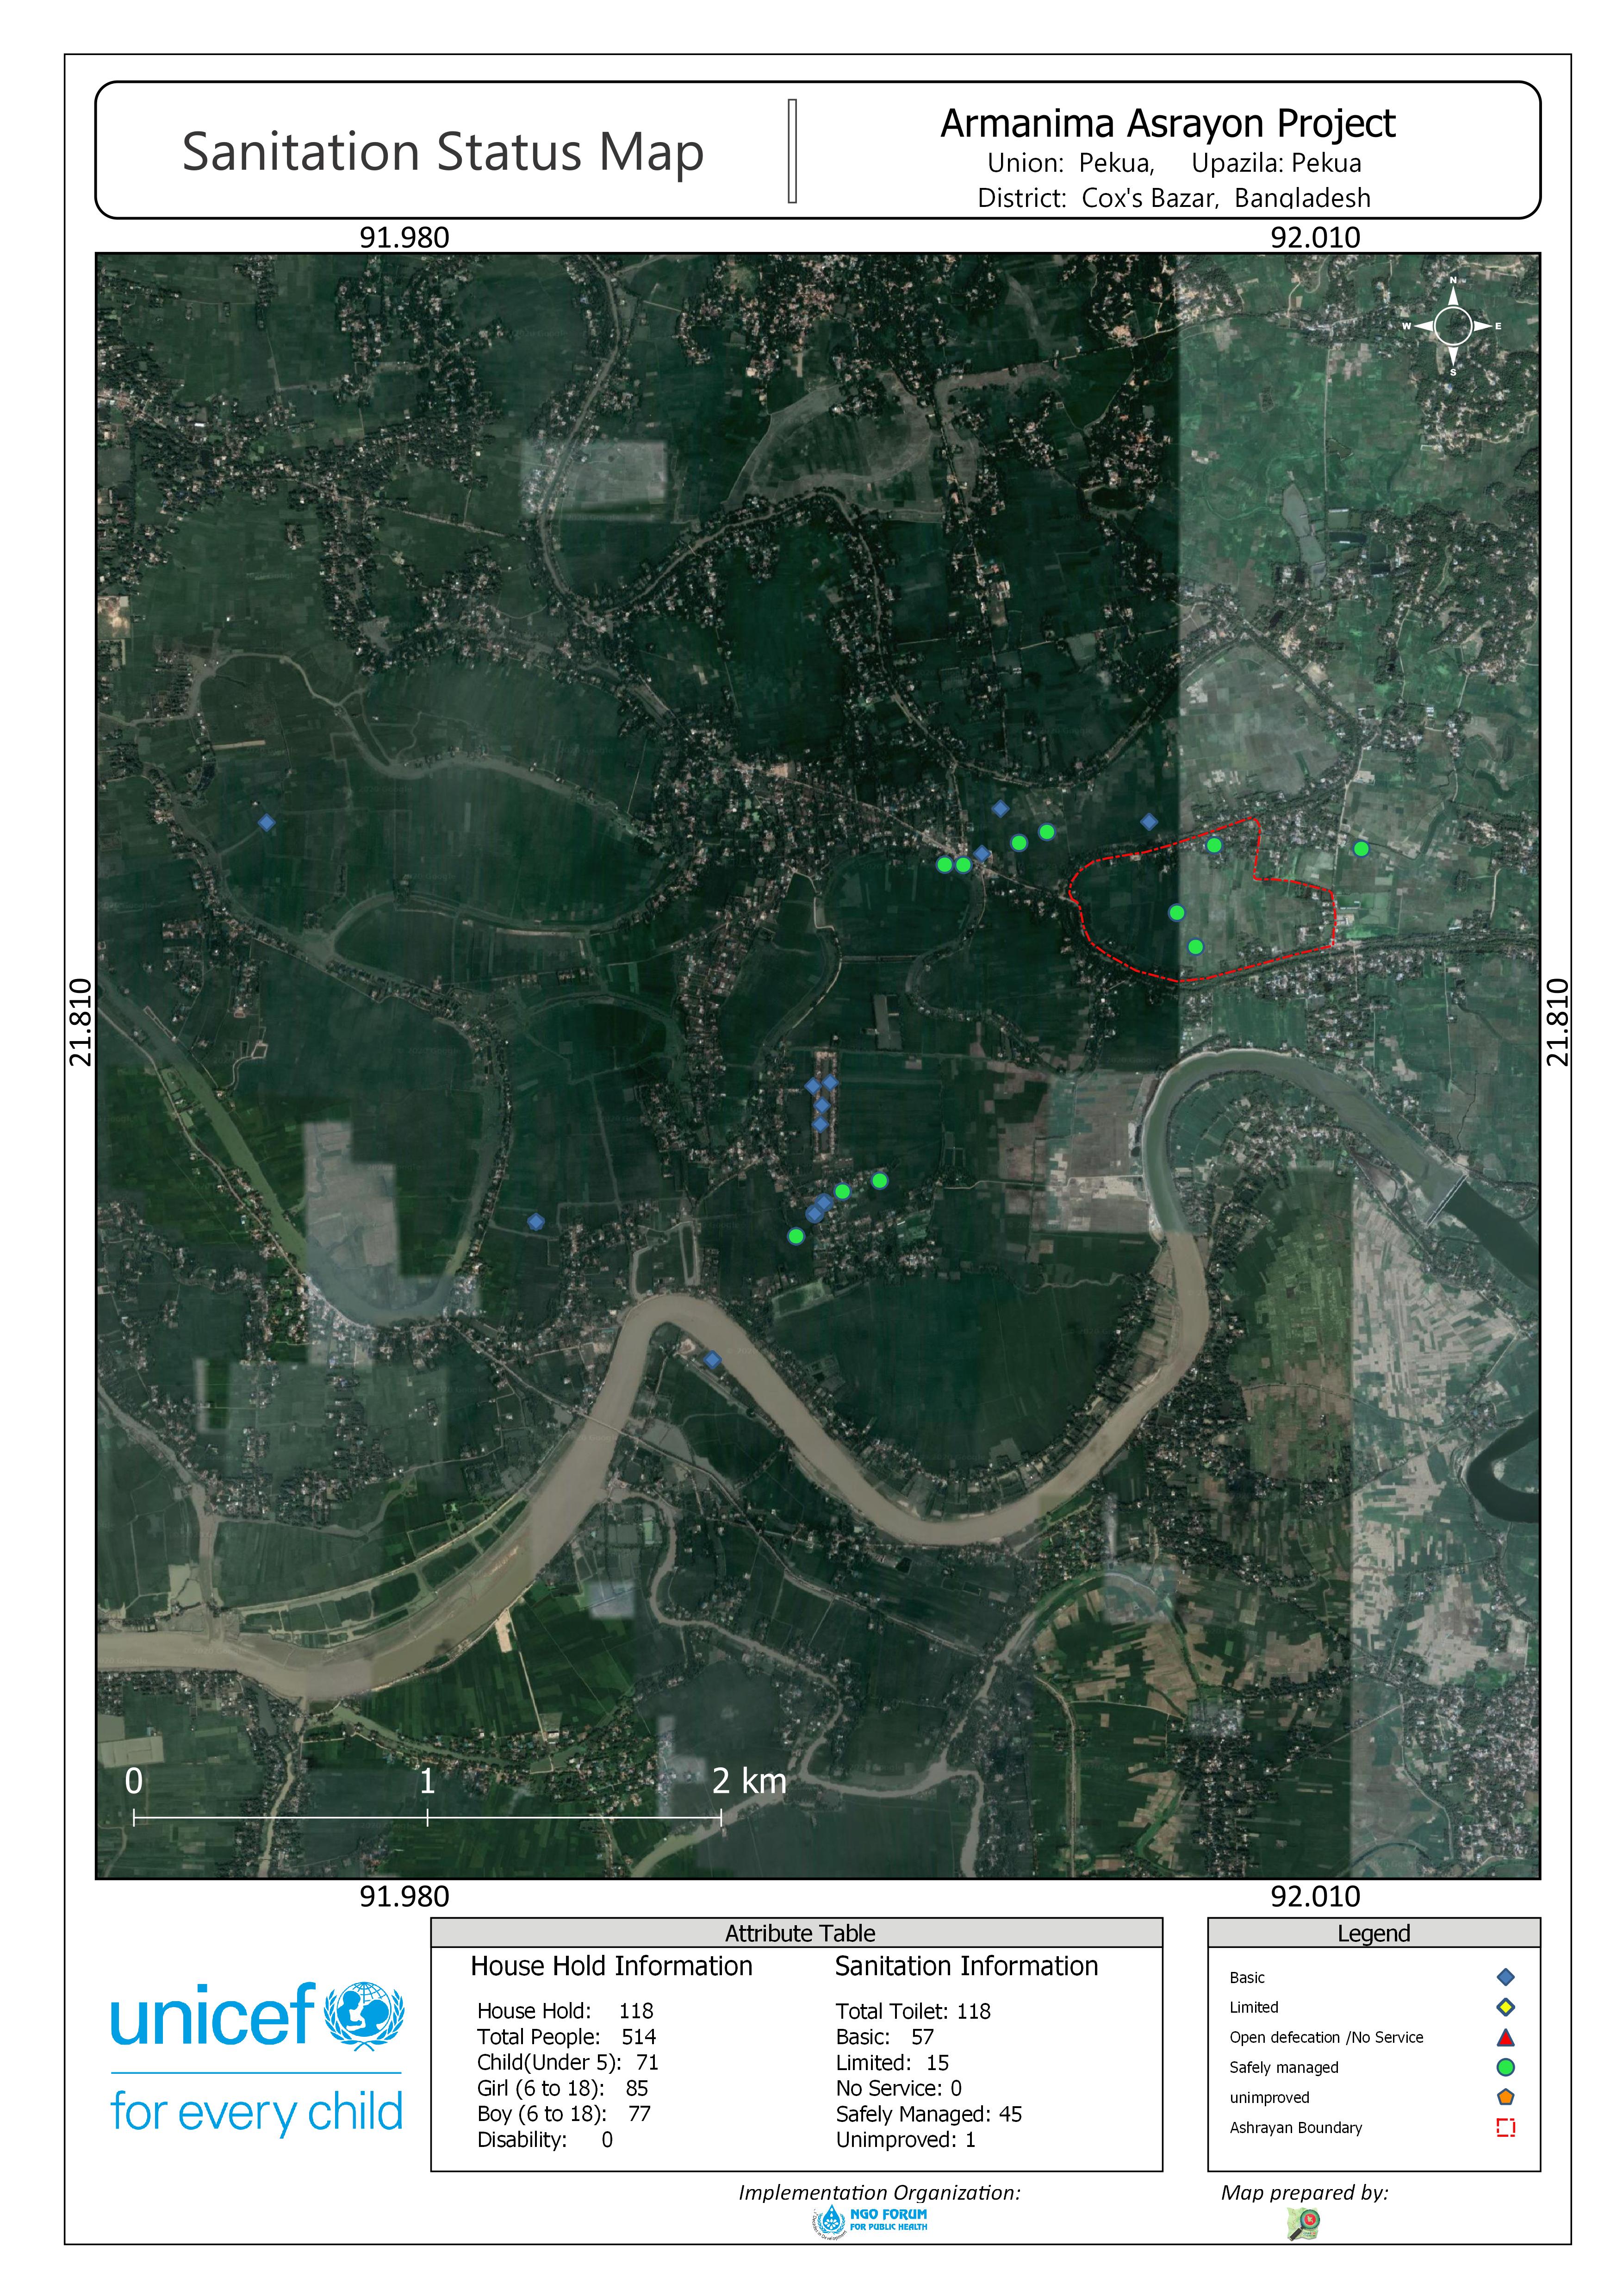 Sanitation Status Map
Armanima Asrayon Project
Union: Pekua, Upazila: Pekua
District: Cox's Bazar, Bangladesh
91.980 92.010
N
W E
S
21.810 21.810
0 1 2 km
91.980 92.010
unicef
for every child
Attribute Table
House Hold Information
House Hold: 118
Total People: 514
Child(Under 5): 71
Girl (6 to 18): 85
Boy (6 to 18): 77
Disability: 0
Sanitation Information
Total Toilet: 118
Basic: 57
Limited: 15
No Service: 0
Safely Managed: 45
Unimproved: 1
Legend
Basic
Limited
Open defecation /No Service
Safely managed
unimproved
Ashrayan Boundary
Implementation Organization:
NGO FORUM
FOR PUBLIC HEALTH
Map prepared by: